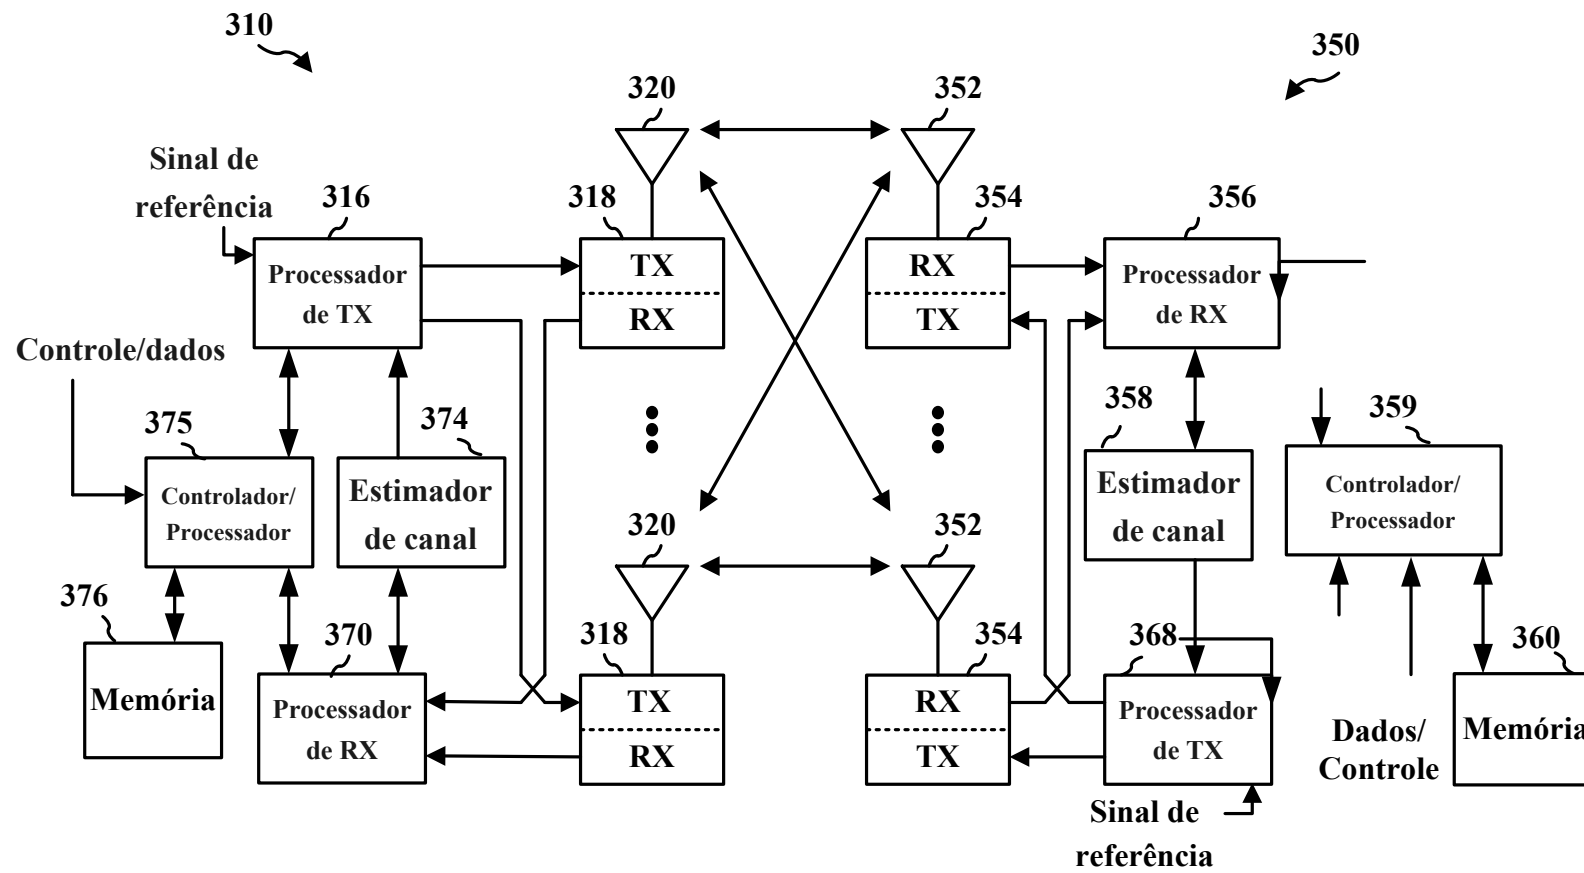 310
350
320
352
Sinal de
referência
316
318
354
356
Processador
de TX
TX
RX
RX
TX
Processador
de RX
Controle/dados
375
374
358
359
Controlador/
Processador
Estimador
de canal
Estimador
de canal
Controlador/
Processador
320
352
376
370
318
354
368
360
Memória
Processador
de RX
TX
RX
RX
TX
Processador
de TX
Dados/
Controle
Memória
Sinal de
referência